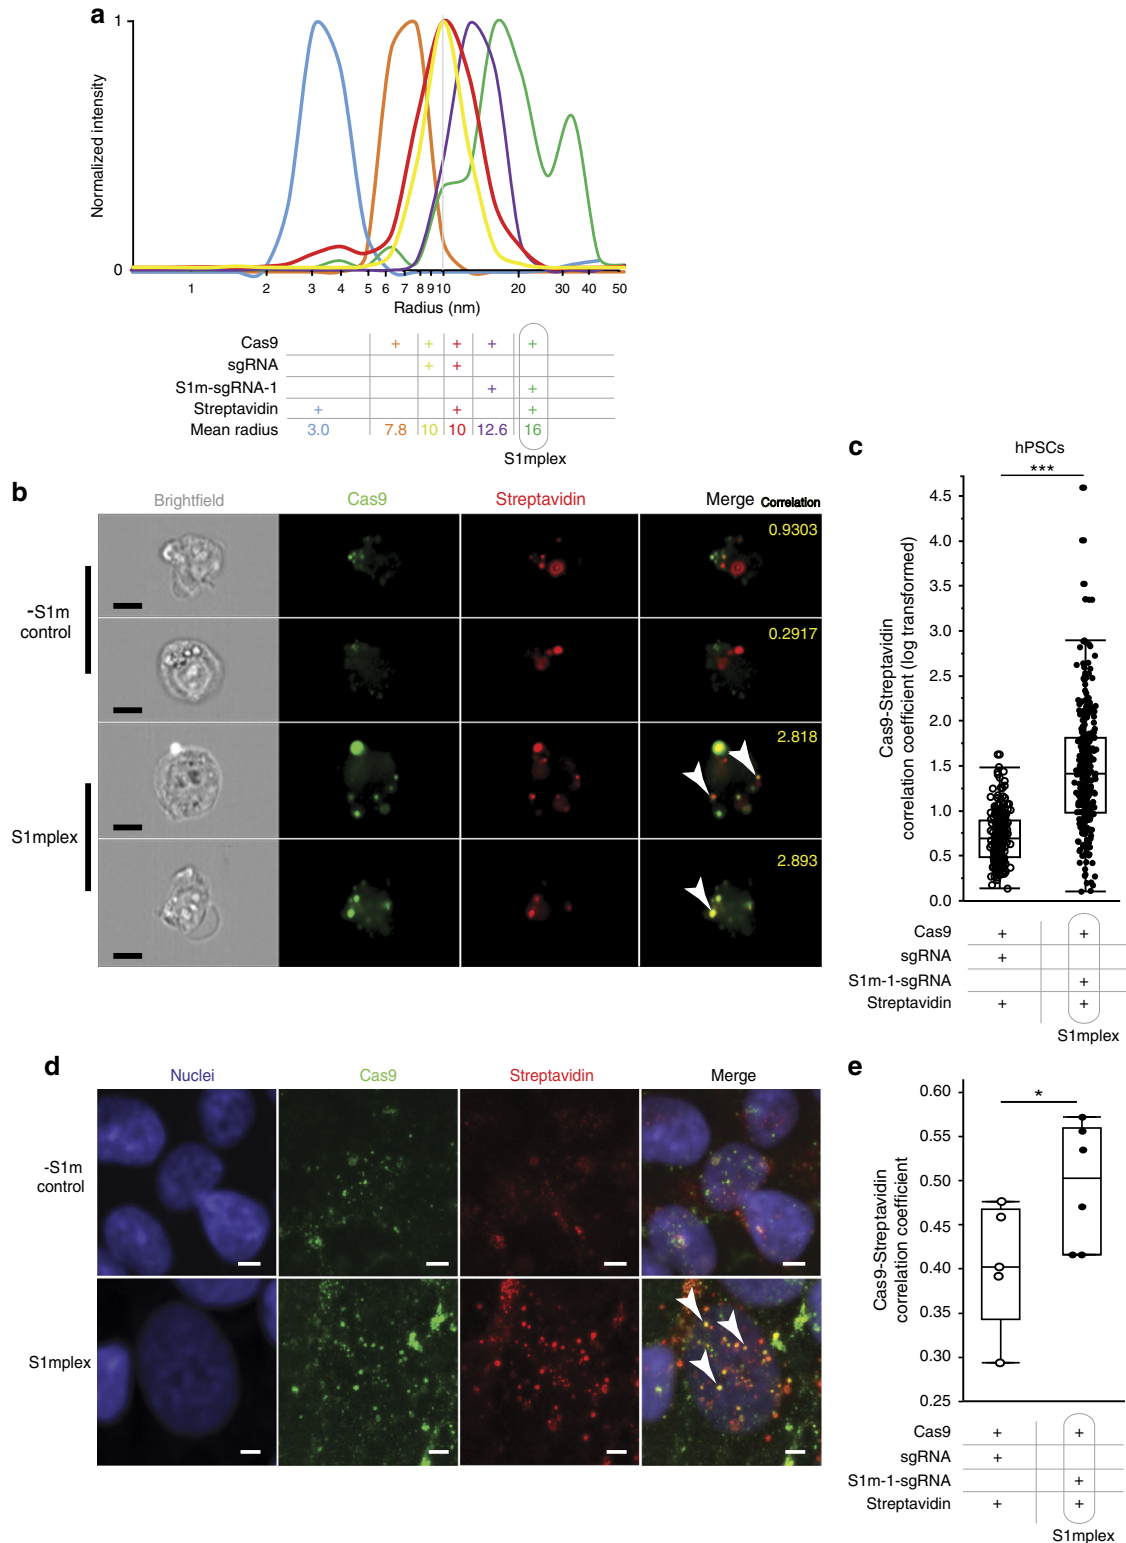 a
1
0
Normalized intensity
1 2 3 4 5 6 7 8 9 10 20 30 40 50
Radius (nm)
Cas9 + + + + +
sgRNA + +
S1m-sgRNA-1 + +
Streptavidin + + +
Mean radius 3.0 7.8 10 10 12.6 16
S1mplex
b
Brightfield Cas9 Streptavidin Merge Correlation
-S1m control
0.9303
0.2917
S1mplex
2.818
2.893
c
hPSCs
***
Cas9-Streptavidin
correlation coefficient (log transformed)
4.5
4.0
3.5
3.0
2.5
2.0
1.5
1.0
0.5
0.0
Cas9 + +
sgRNA +
S1m-1-sgRNA +
Streptavidin + +
S1mplex
d
Nuclei Cas9 Streptavidin Merge
-S1m
control
S1mplex
e
*
Cas9-Streptavidin
correlation coefficient
0.60
0.55
0.50
0.45
0.40
0.35
0.30
0.25
Cas9 + +
sgRNA +
S1m-1-sgRNA +
Streptavidin + +
S1mplex